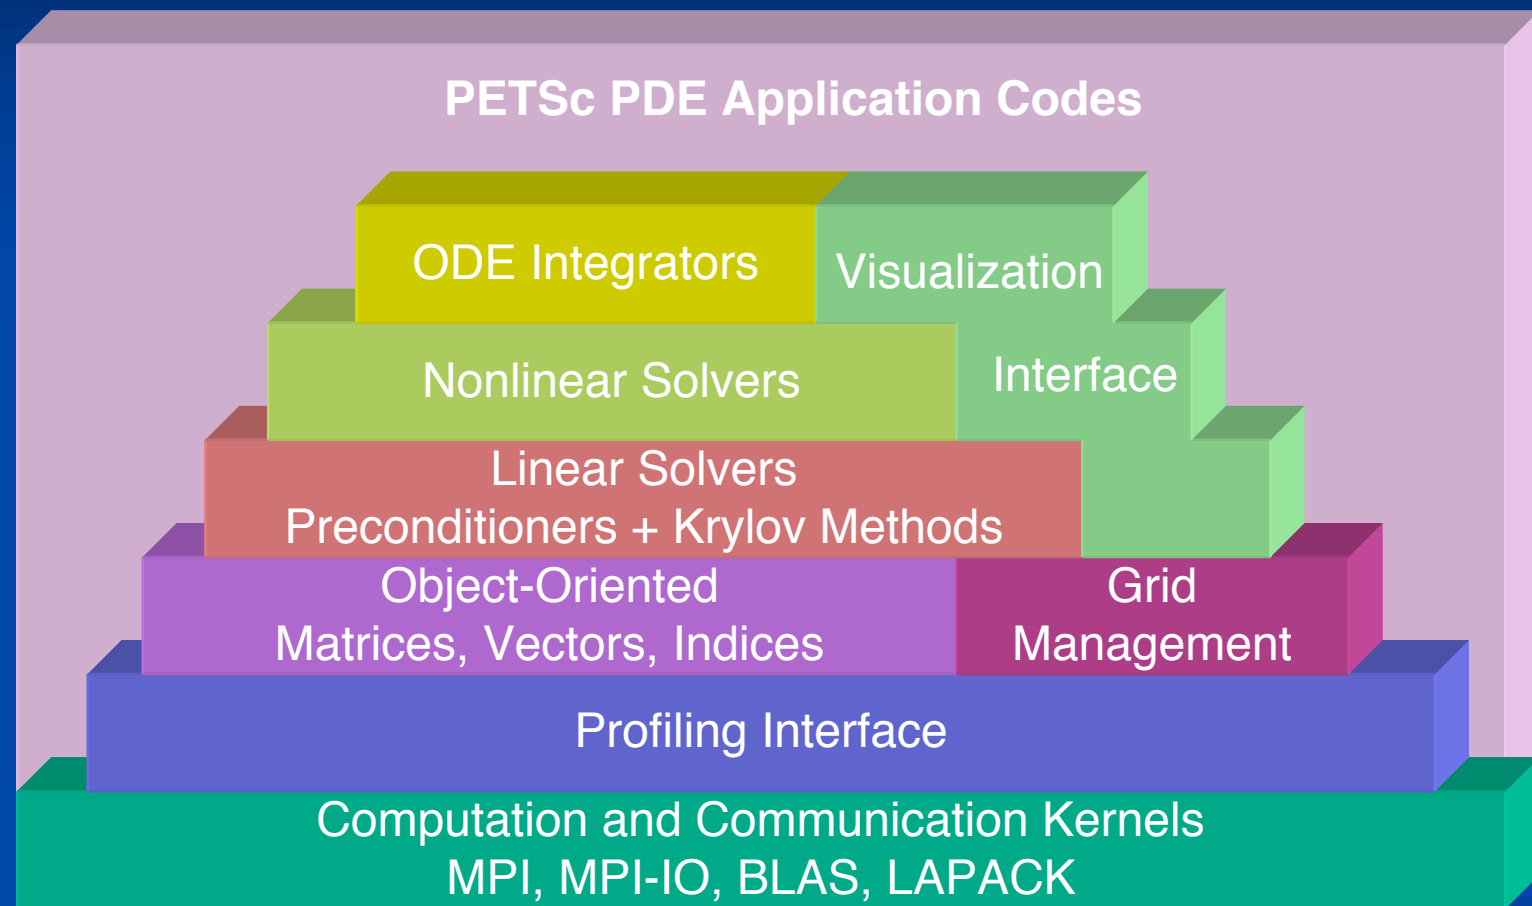 PETSc PDE Application Codes
ODE Integrators
Visualization
Nonlinear Solvers
Interface
Linear Solvers
Preconditioners + Krylov Methods
Object-Oriented
Matrices, Vectors, Indices
Grid
Management
Profiling Interface
Computation and Communication Kernels
MPI, MPI-IO, BLAS, LAPACK